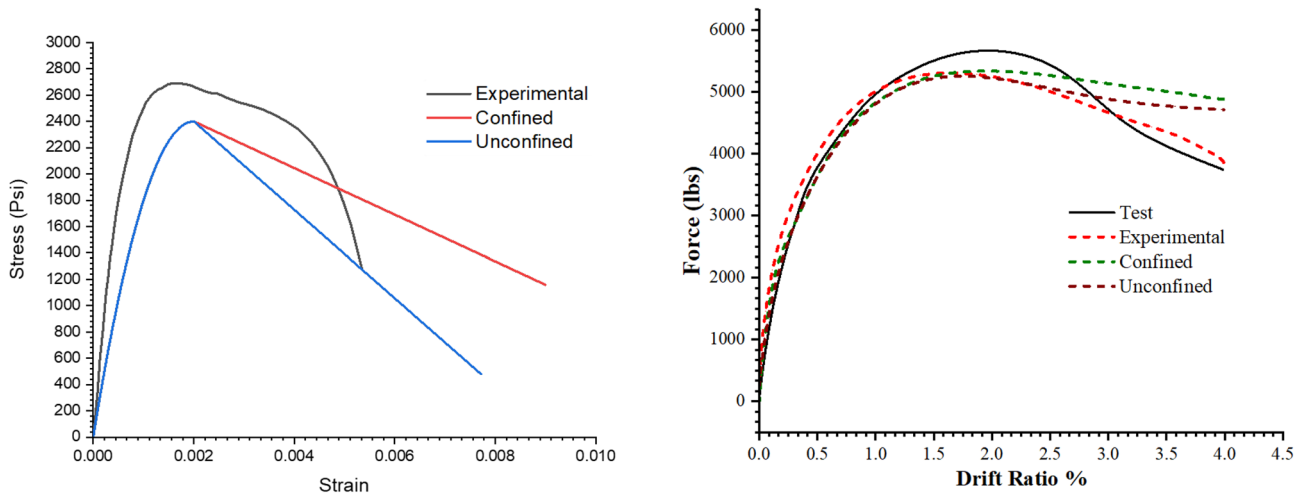 3000
2800
2600
2400
2200
2000
1800
1600
1400
1200
1000
800
600
400
200
0
Stress (Psi)
0.000 0.002 0.004 0.006 0.008 0.010
Strain
Experimental
Confined
Unconfined
6000
5000
4000
3000
2000
1000
0
Force (lbs)
0.0 0.5 1.0 1.5 2.0 2.5 3.0 3.5 4.0 4.5
Drift Ratio %
Test
Experimental
Confined
Unconfined